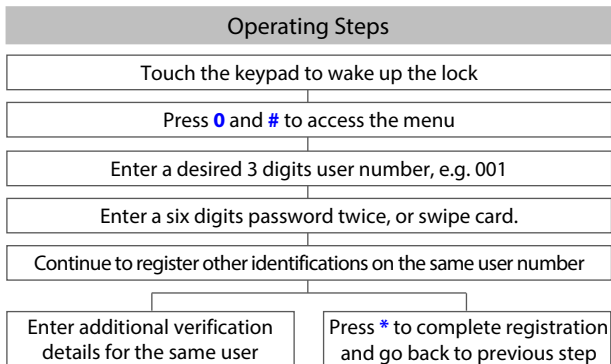 Operating Steps
Touch the keypad to wake up the lock
Press 0 and # to access the menu
Enter a desired 3 digits user number, e.g. 001
Enter a six digits password twice, or swipe card.
Continue to register other identifications on the same user number
Enter additional verification
details for the same user
Press * to complete registration
and go back to previous step